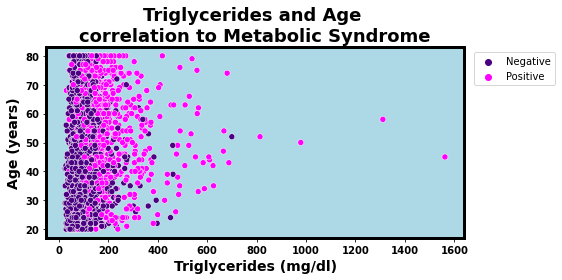 Triglycerides and Age
correlation to Metabolic Syndrome
Negative
Positive
Age (years)
80
70
60
50
40
30
20
0 200 400 600 800 1000 1200 1400 1600
Triglycerides (mg/dl)